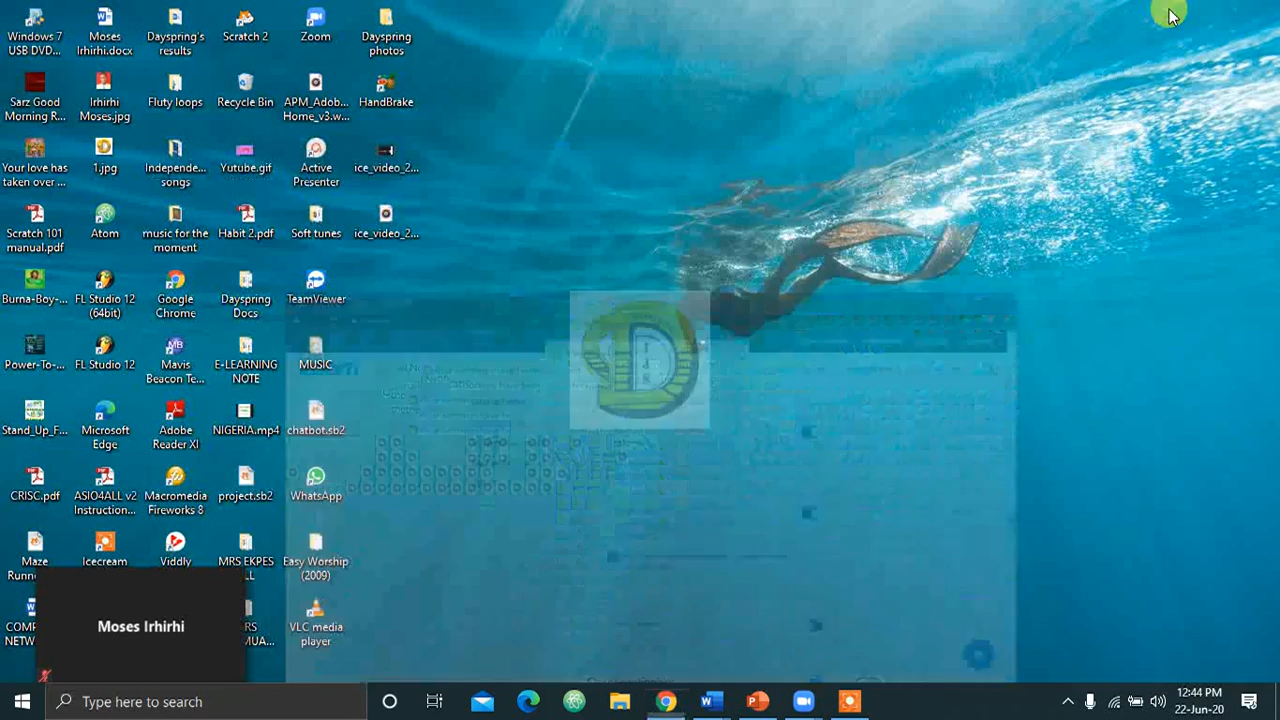 Windows 7 USB DVD...
Moses Irhirhi.docx
Dayspring's results
Scratch 2
Zoom
Dayspring photos
Sarz Good Morning R...
Irhirhi Moses.jpg
Fluty loops
Recycle Bin
APM_Adob... Home_v3.w...
HandBrake
Your love has taken over ...
1.jpg
Independe... songs
Yutube.gif
Active Presenter
ice_video_2...
Scratch 101 manual.pdf
Atom
music for the moment
Habit 2.pdf
Soft tunes
ice_video_2...
Burna-Boy-...
FL Studio 12 (64bit)
Google Chrome
Dayspring Docs
TeamViewer
Power-To-...
FL Studio 12
Mavis Beacon Te...
E-LEARNING NOTE
MUSIC
Stand_Up_F...
Microsoft Edge
Adobe Reader XI
NIGERIA.mp4
chatbot.sb2
CRISC.pdf
ASIO4ALL v2 Instruction...
Macromedia Fireworks 8
project.sb2
WhatsApp
Maze
Icecream
Viddly
MRS EKPES
Easy Worship (2009)
VLC media player
Moses Irhirhi
Type here to search
12:44 PM
22-Jun-20